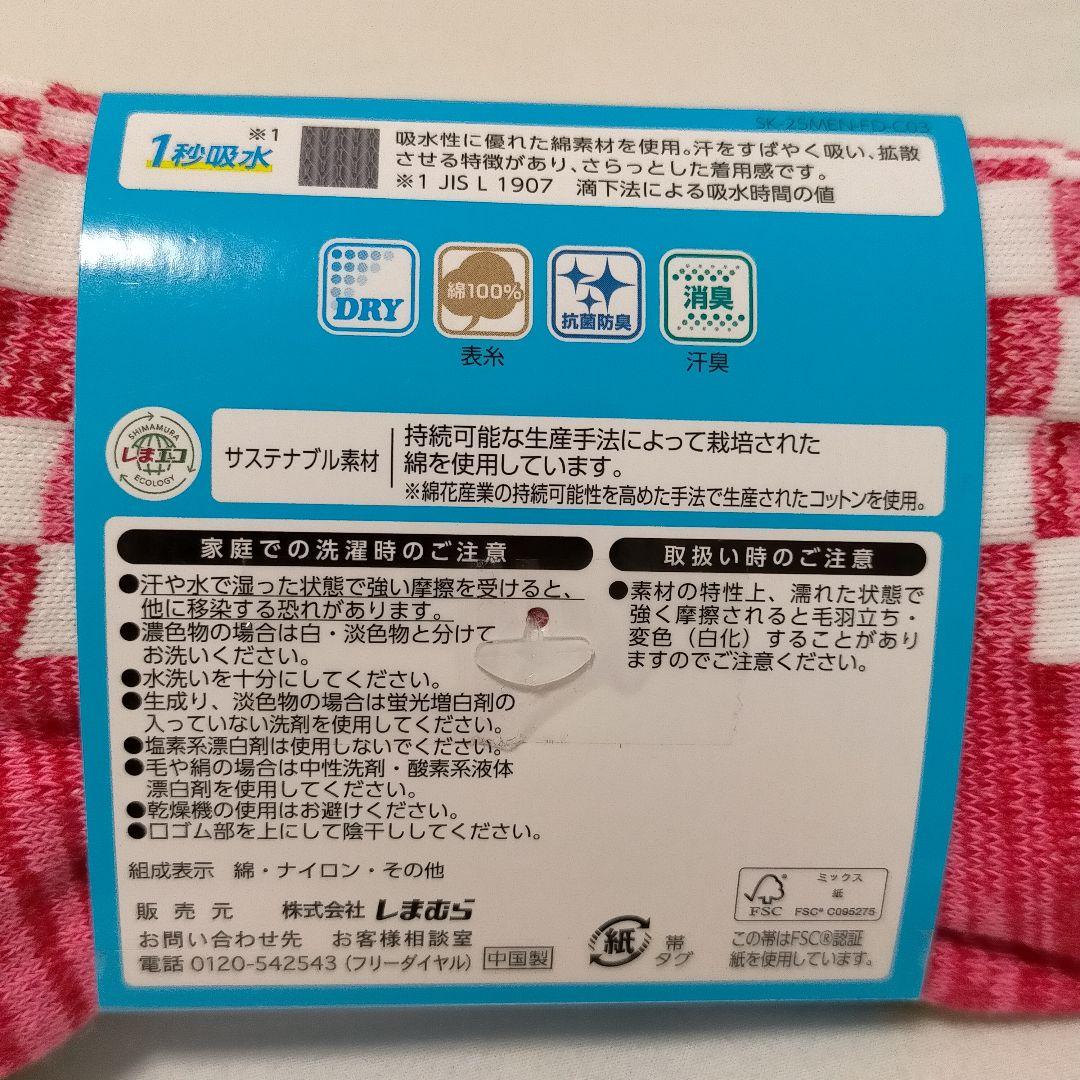 SK-25MEN-FD-C03
1秒吸水 ※1
吸水性に優れた綿素材を使用。汗をすばやく吸い、拡散
させる特徴があり、さらっとした着用感です。
※1 JIS L 1907　滴下法による吸水時間の値
DRY
綿100%
抗菌防臭
消臭
表糸
汗臭
SHIMAMURA
しまエコ
ECOLOGY
サステナブル素材
持続可能な生産手法によって栽培された
綿を使用しています。
※綿花産業の持続可能性を高めた手法で生産されたコットンを使用。
家庭での洗濯時のご注意
●汗や水で湿った状態で強い摩擦を受けると、
他に移染する恐れがあります。
●濃色物の場合は白・淡色物と分けて
お洗いください。
●水洗いを十分にしてください。
●生成り、淡色物の場合は蛍光増白剤の
入っていない洗剤を使用してください。
●塩素系漂白剤は使用しないでください。
●毛や絹の場合は中性洗剤・酸素系液体
漂白剤を使用してください。
●乾燥機の使用はお避けください。
●口ゴム部を上にして陰干ししてください。
取扱い時のご注意
●素材の特性上、濡れた状態で
強く摩擦されると毛羽立ち・
変色（白化）することがあり
ますのでご注意ください。
組成表示　綿・ナイロン・その他
販売元　株式会社 しまむら
お問い合わせ先　お客様相談室
電話 0120-542543（フリーダイヤル）
中国製
紙
帯
タグ
FSC
ミックス
紙
FSC® C095275
この帯はFSC®認証
紙を使用しています。